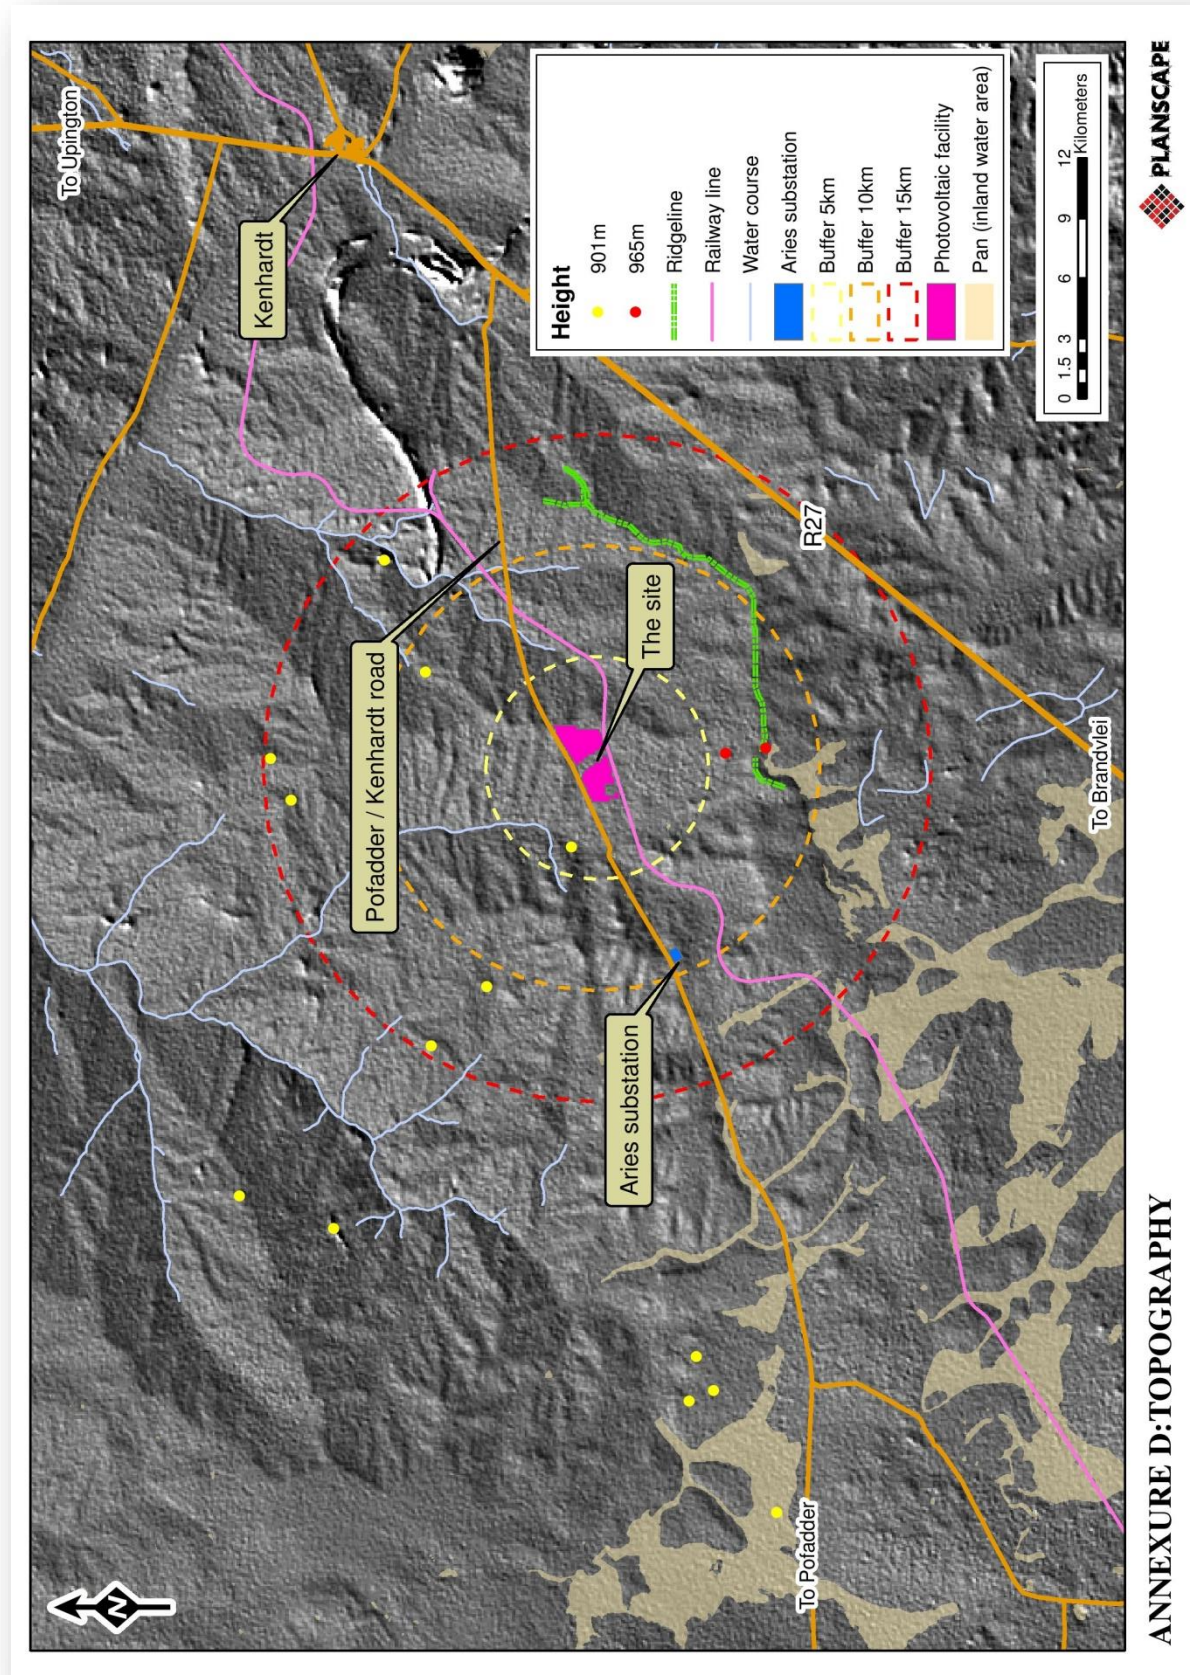 To Upington
Kenhardt
Pofadder / Kenhardt road
The site
Aries substation
R27
To Brandvlei
To Pofadder
N
Height
901m
965m
Ridgeline
Railway line
Water course
Aries substation
Buffer 5km
Buffer 10km
Buffer 15km
Photovoltaic facility
Pan (inland water area)
0 1.5 3 6 9 12
Kilometers
ANNEXURE D:TOPOGRAPHY
PLANSCAPE